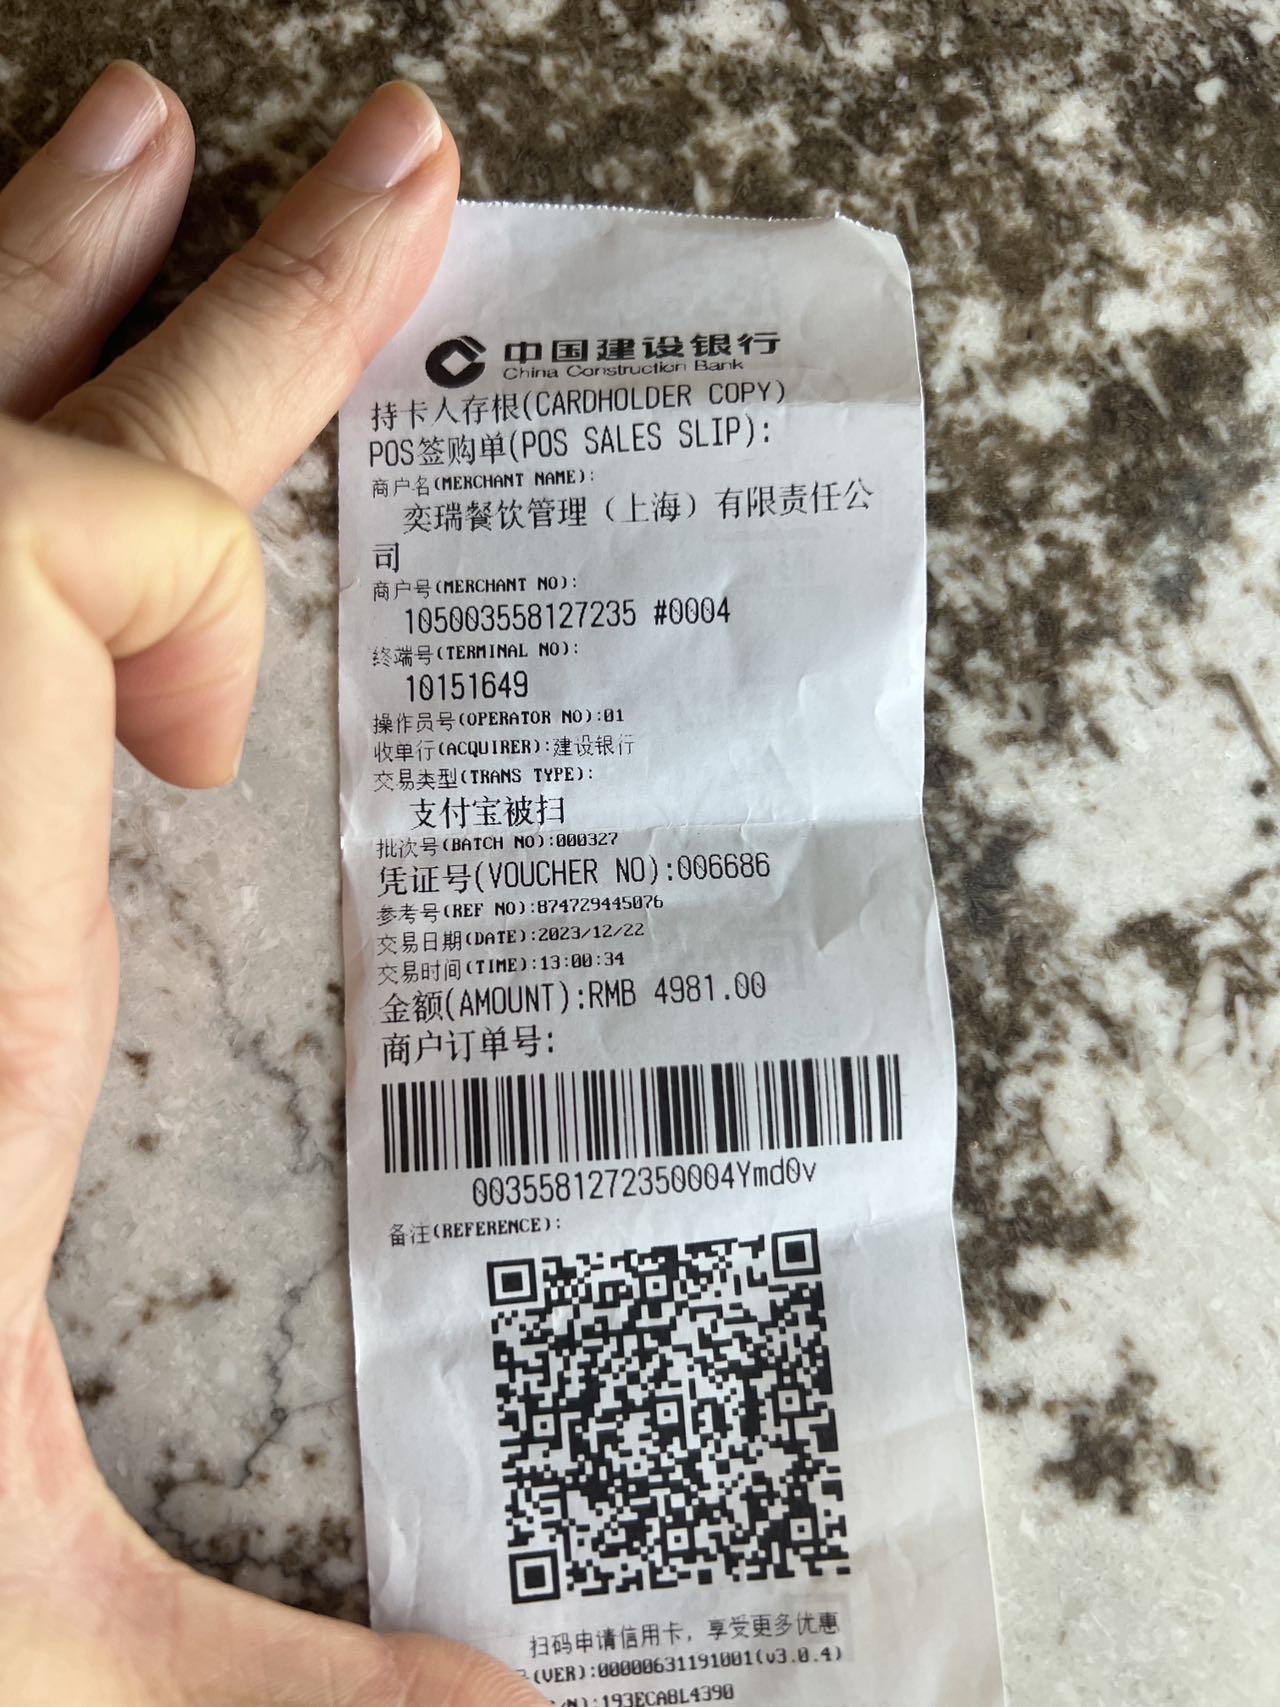 中国建设银行
China Construction Bank
持卡人存根(CARDHOLDER COPY)
POS签购单(POS SALES SLIP):
商户名(MERCHANT NAME):
奕瑞餐饮管理（上海）有限责任公
司
商户号(MERCHANT NO):
105003558127235 #0004
终端号(TERMINAL NO):
10151649
操作员号(OPERATOR NO):01
收单行(ACQUIRER):建设银行
交易类型(TRANS TYPE):
支付宝被扫
批次号(BATCH NO):000327
凭证号(VOUCHER NO):006686
参考号(REF NO):874729445076
交易日期(DATE):2023/12/22
交易时间(TIME):13:00:34
金额(AMOUNT):RMB 4981.00
商户订单号:
0035581272350004Ymd0v
备注(REFERENCE):
扫码申请信用卡，享受更多优惠
(VER):00000631191001(v3.0.4)
/N):193ECA8L4390